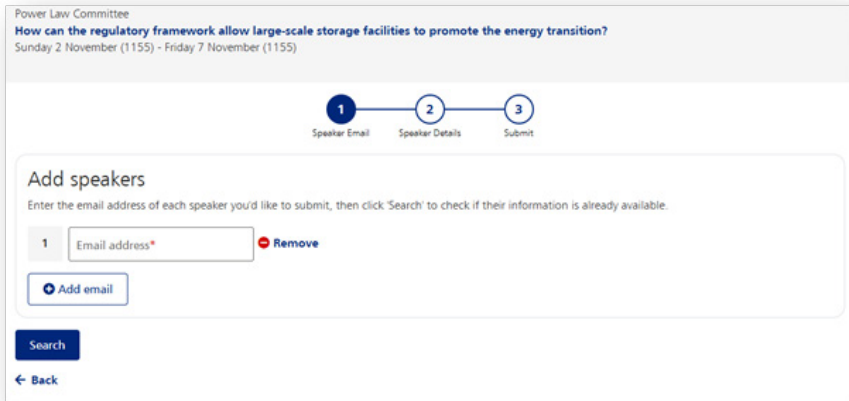 Power Law Committee
How can the regulatory framework allow large-scale storage facilities to promote the energy transition?
Sunday 2 November (1155) - Friday 7 November (1155)
1 2 3
Speaker Email Speaker Details Submit
Add speakers
Enter the email address of each speaker you'd like to submit, then click 'Search' to check if their information is already available.
1 Email address* Remove
Add email
Search
← Back